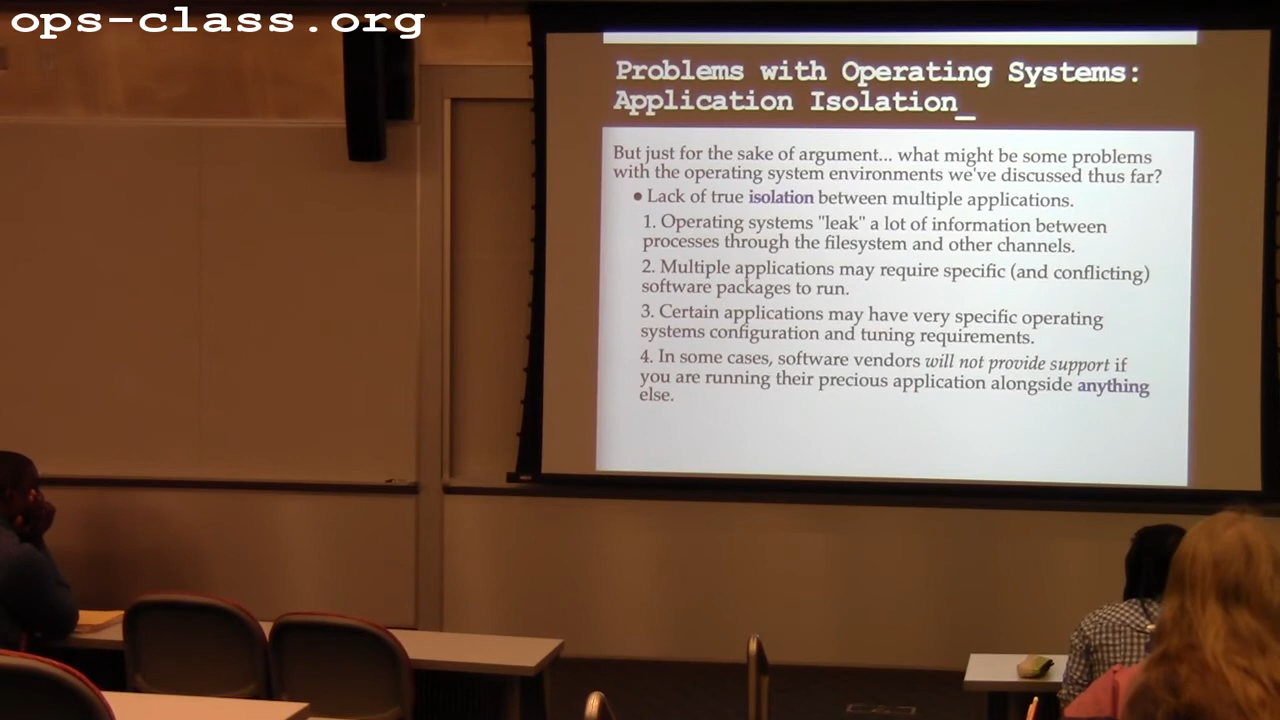 ops-class.org
Problems with Operating Systems:
Application Isolation_
But just for the sake of argument... what might be some problems
with the operating system environments we've discussed thus far?
● Lack of true isolation between multiple applications.
1. Operating systems "leak" a lot of information between
processes through the filesystem and other channels.
2. Multiple applications may require specific (and conflicting)
software packages to run.
3. Certain applications may have very specific operating
systems configuration and tuning requirements.
4. In some cases, software vendors will not provide support if
you are running their precious application alongside anything
else.